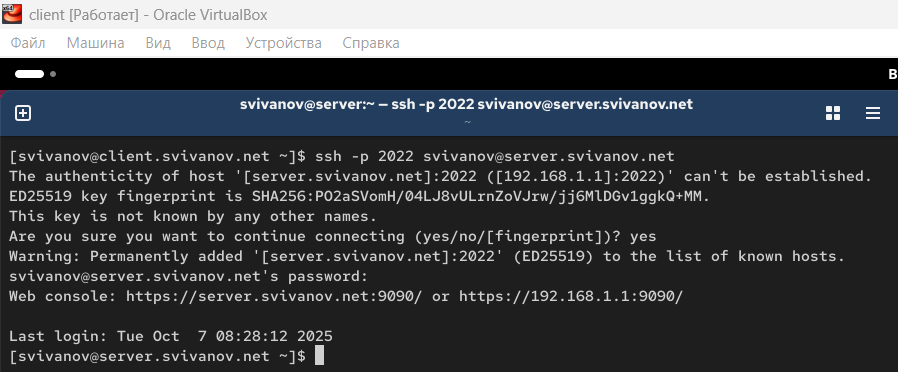 client [Работает] - Oracle VirtualBox
Файл Машина Вид Ввод Устройства Справка
В
svivanov@server:~ — ssh -p 2022 svivanov@server.svivanov.net
~
[svivanov@client.svivanov.net ~]$ ssh -p 2022 svivanov@server.svivanov.net
The authenticity of host '[server.svivanov.net]:2022 ([192.168.1.1]:2022)' can't be established.
ED25519 key fingerprint is SHA256:PO2aSVomH/04LJ8vULrnZoVJrw/jj6MlDGv1ggkQ+MM.
This key is not known by any other names.
Are you sure you want to continue connecting (yes/no/[fingerprint])? yes
Warning: Permanently added '[server.svivanov.net]:2022' (ED25519) to the list of known hosts.
svivanov@server.svivanov.net's password:
Web console: https://server.svivanov.net:9090/ or https://192.168.1.1:9090/
Last login: Tue Oct  7 08:28:12 2025
[svivanov@server.svivanov.net ~]$